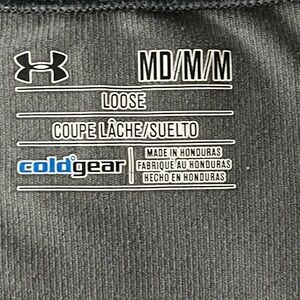 MD/M/M
LOOSE
COUPE LÂCHE/SUELTO
coldgear
MADE IN HONDURAS
FABRIQUÉ AU HONDURAS
HECHO EN HONDURAS